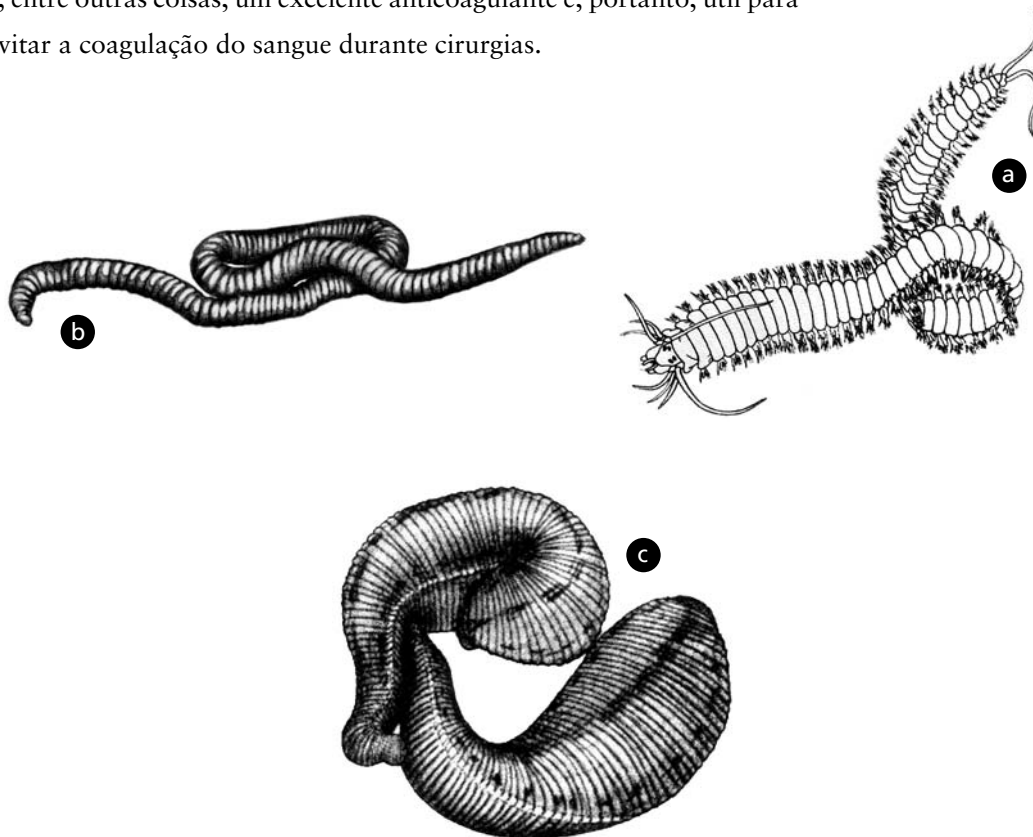 entre outras coisas, um excelente anticoagulante e, portanto, útil para
vitar a coagulação do sangue durante cirurgias.
a
b
c